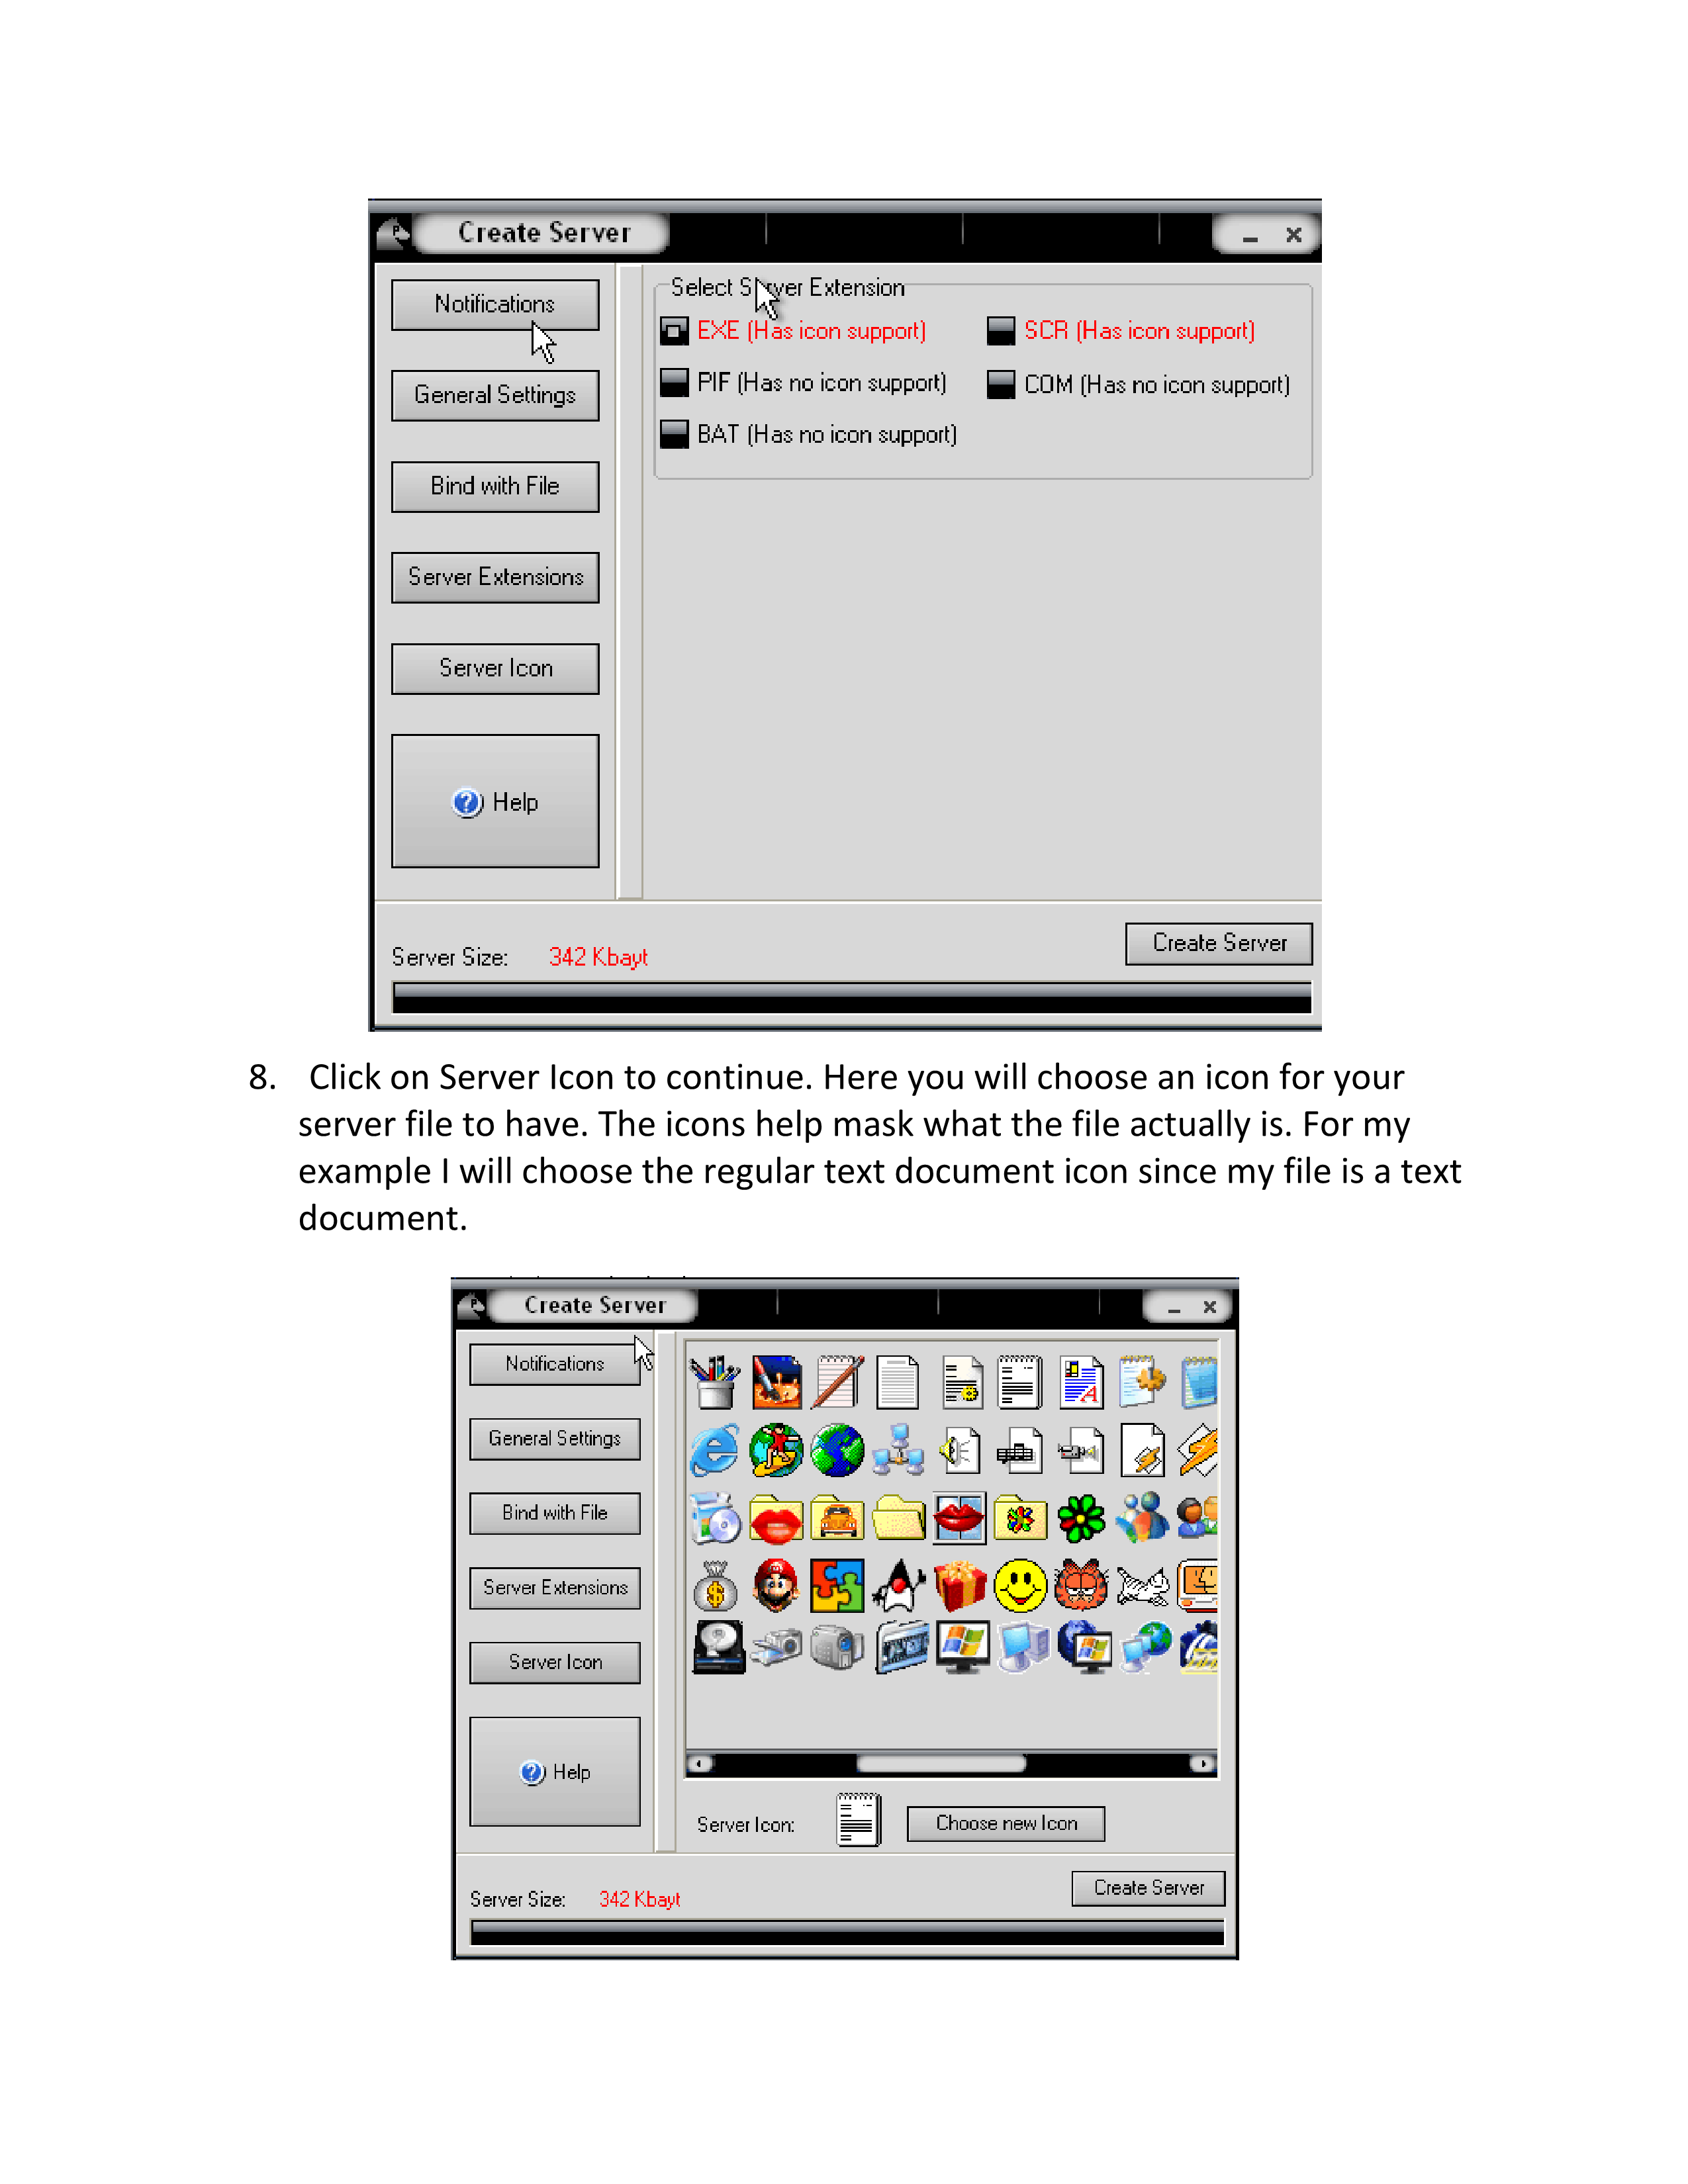 Create Server
Notifications
General Settings
Bind with File
Server Extensions
Server Icon
Help
Select Server Extension
EXE (Has icon support)
SCR (Has icon support)
PIF (Has no icon support)
COM (Has no icon support)
BAT (Has no icon support)
Server Size: 342 Kbayt
Create Server
8. Click on Server Icon to continue. Here you will choose an icon for your
server file to have. The icons help mask what the file actually is. For my
example I will choose the regular text document icon since my file is a text
document.
Create Server
Notifications
General Settings
Bind with File
Server Extensions
Server Icon
Help
Server Icon:
Choose new Icon
Server Size: 342 Kbayt
Create Server